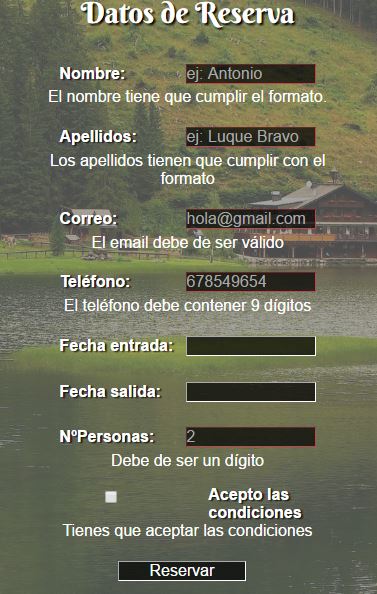 Datos de Reserva
Nombre: ej: Antonio
El nombre tiene que cumplir el formato.
Apellidos: ej: Luque Bravo
Los apellidos tienen que cumplir con el
formato
Correo: hola@gmail.com
El email debe de ser válido
Teléfono: 678549654
El teléfono debe contener 9 dígitos
Fecha entrada:
Fecha salida:
NºPersonas: 2
Debe de ser un dígito
Acepto las
condiciones
Tienes que aceptar las condiciones
Reservar